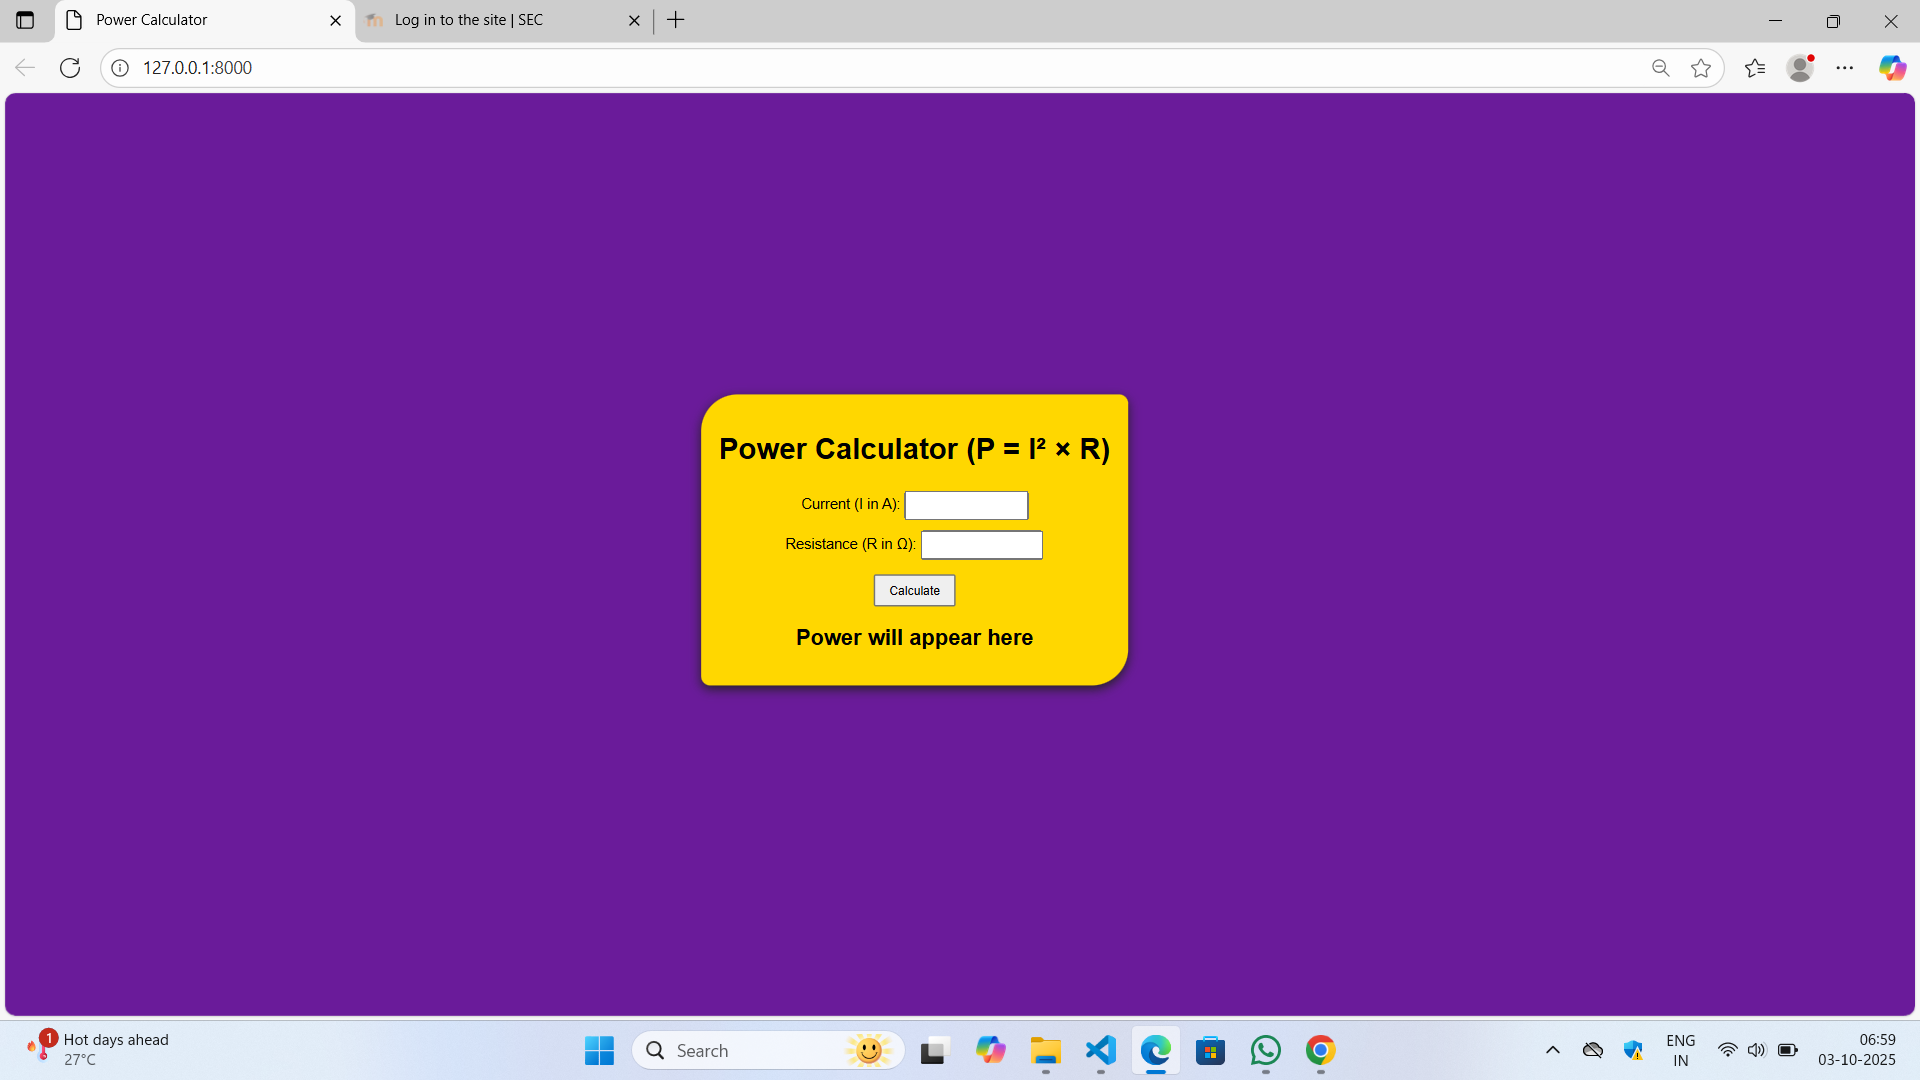 Power Calculator
Log in to the site | SEC
127.0.0.1:8000
Power Calculator (P = I² × R)
Current (I in A):
Resistance (R in Ω):
Calculate
Power will appear here
1
Hot days ahead
27°C
Search
ENG
IN
06:59
03-10-2025